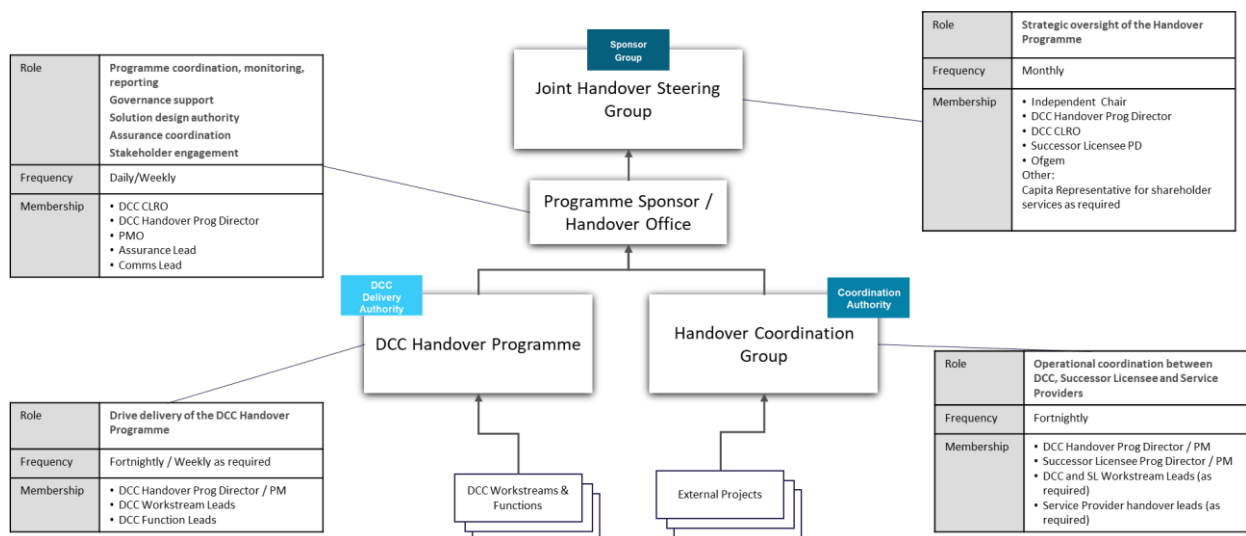 Role
Programme coordination, monitoring,
reporting
Governance support
Solution design authority
Assurance coordination
Stakeholder engagement
Frequency
Daily/Weekly
Membership
• DCC CLRO
• DCC Handover Prog Director
• PMO
• Assurance Lead
• Comms Lead
Sponsor
Group
Joint Handover Steering
Group
Role
Strategic oversight of the Handover
Programme
Frequency
Monthly
Membership
• Independent Chair
• DCC Handover Prog Director
• DCC CLRO
• Successor Licensee PD
• Ofgem
Other:
Capita Representative for shareholder
services as required
Programme Sponsor /
Handover Office
DCC
Delivery
Authority
DCC Handover Programme
Coordination
Authority
Handover Coordination
Group
Role
Drive delivery of the DCC Handover
Programme
Frequency
Fortnightly / Weekly as required
Membership
• DCC Handover Prog Director / PM
• DCC Workstream Leads
• DCC Function Leads
DCC Workstreams &
Functions
External Projects
Role
Operational coordination between
DCC, Successor Licensee and Service
Providers
Frequency
Fortnightly
Membership
• DCC Handover Prog Director / PM
• Successor Licensee Prog Director / PM
• DCC and SL Workstream Leads (as
required)
• Service Provider handover leads (as
required)